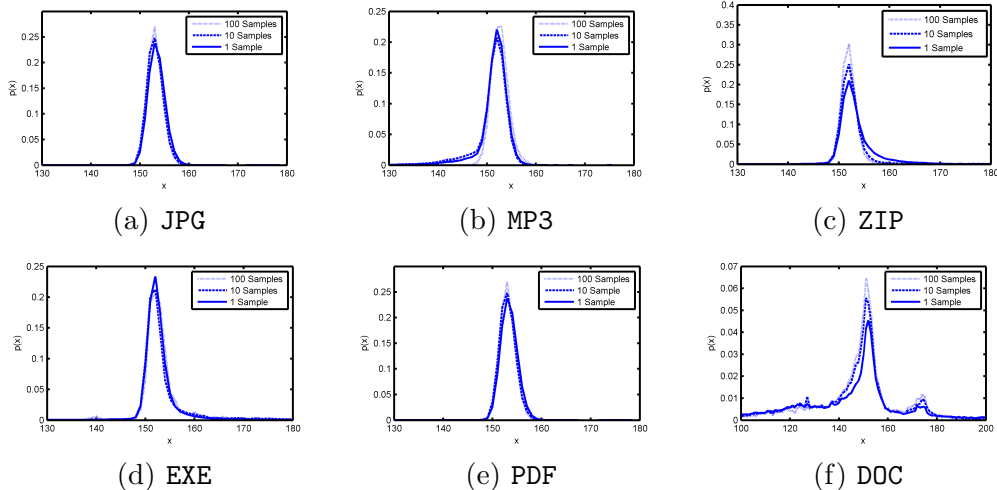 0.25
0.2
0.15
0.1
0.05
0
p(x)
130 140 150 160 170 180
x
100 Samples
10 Samples
1 Sample
(a) JPG
0.25
0.2
0.15
0.1
0.05
0
p(x)
130 140 150 160 170 180
x
100 Samples
10 Samples
1 Sample
(b) MP3
0.4
0.35
0.3
0.25
0.2
0.15
0.1
0.05
0
p(x)
130 140 150 160 170 180
x
100 Samples
10 Samples
1 Sample
(c) ZIP
0.25
0.2
0.15
0.1
0.05
0
p(x)
130 140 150 160 170 180
x
100 Samples
10 Samples
1 Sample
(d) EXE
0.25
0.2
0.15
0.1
0.05
0
p(x)
130 140 150 160 170 180
x
100 Samples
10 Samples
1 Sample
(e) PDF
0.07
0.06
0.05
0.04
0.03
0.02
0.01
0
p(x)
100 120 140 160 180 200
x
100 Samples
10 Samples
1 Sample
(f) DOC